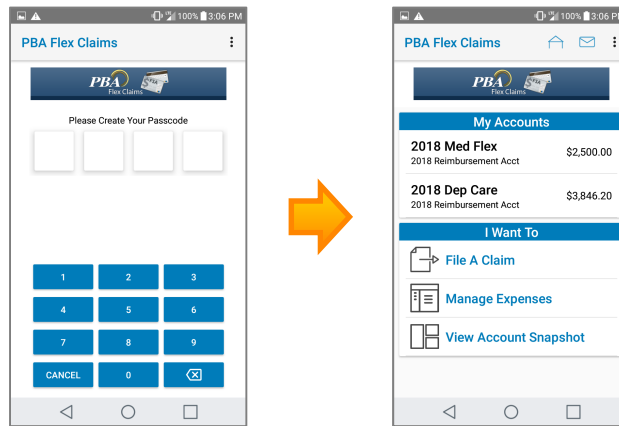 100% 3:06 PM
PBA Flex Claims
PBA
Flex Claims
Please Create Your Passcode
1 2 3
4 5 6
7 8 9
CANCEL 0
100% 3:06 PM
PBA Flex Claims
PBA
Flex Claims
My Accounts
2018 Med Flex
$2,500.00
2018 Reimbursement Acct
2018 Dep Care
$3,846.20
2018 Reimbursement Acct
I Want To
File A Claim
Manage Expenses
View Account Snapshot